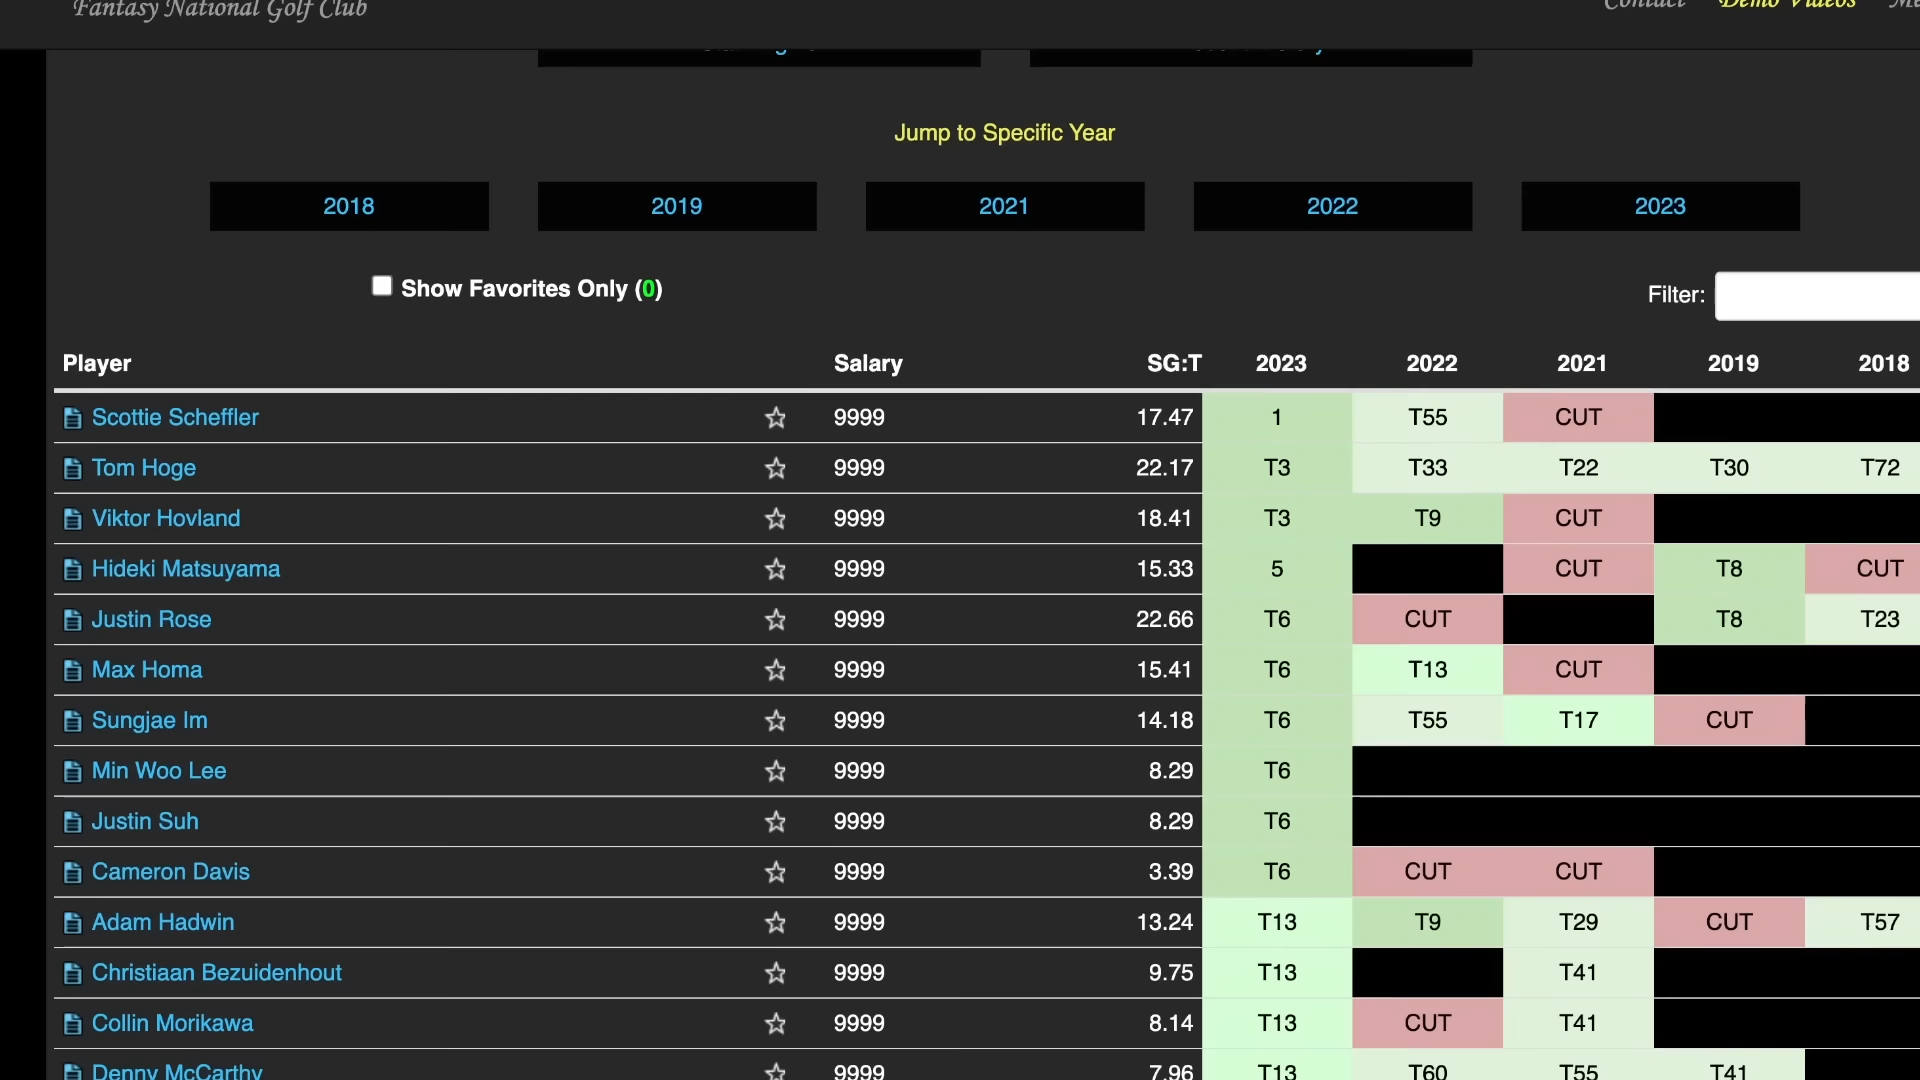 Fantasy National Golf Club Contact Demo Videos
Jump to Specific Year
2018 2019 2021 2022 2023
Show Favorites Only (0) Filter:
Player Salary SG:T 2023 2022 2021 2019 2018
Scottie Scheffler 9999 17.47 1 T55 CUT
Tom Hoge 9999 22.17 T3 T33 T22 T30 T72
Viktor Hovland 9999 18.41 T3 T9 CUT
Hideki Matsuyama 9999 15.33 5 CUT T8 CUT
Justin Rose 9999 22.66 T6 CUT T8 T23
Max Homa 9999 15.41 T6 T13 CUT
Sungjae Im 9999 14.18 T6 T55 T17 CUT
Min Woo Lee 9999 8.29 T6
Justin Suh 9999 8.29 T6
Cameron Davis 9999 3.39 T6 CUT CUT
Adam Hadwin 9999 13.24 T13 T9 T29 CUT T57
Christiaan Bezuidenhout 9999 9.75 T13 T41
Collin Morikawa 9999 8.14 T13 CUT T41
Denny McCarthy 9999 7.96 T13 T60 T55 T41